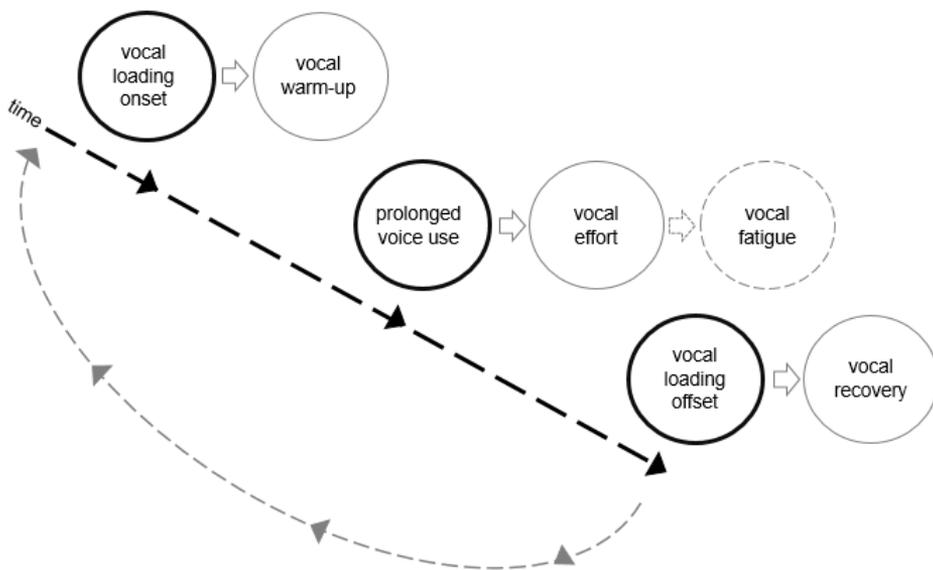 vocal
loading
onset
vocal
warm-up
time
prolonged
voice use
vocal
effort
vocal
fatigue
vocal
loading
offset
vocal
recovery